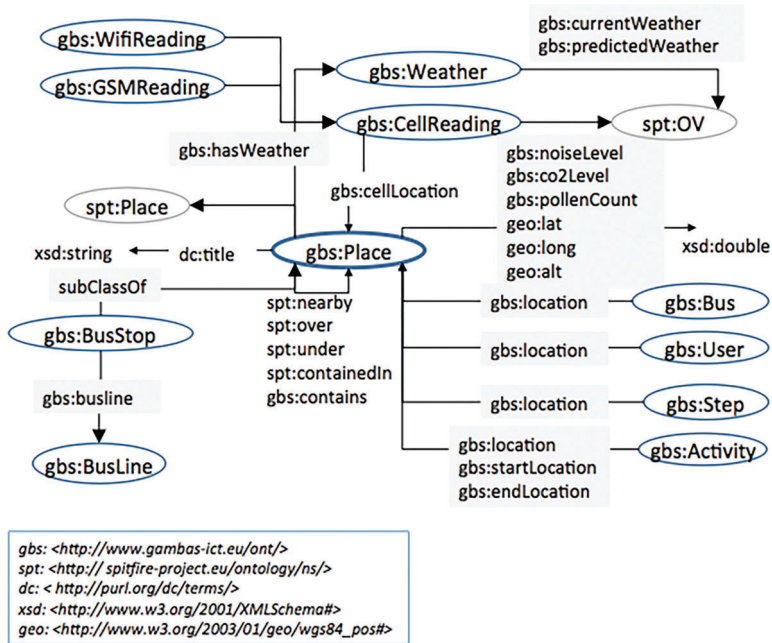 gbs:currentWeather
gbs:predictedWeather
gbs:WifiReading
gbs:GSMReading
gbs:Weather
gbs:CellReading
spt:OV
gbs:hasWeather
gbs:cellLocation
gbs:noiseLevel
gbs:co2Level
gbs:pollenCount
geo:lat
geo:long
geo:alt
spt:Place
xsd:string
dc:title
gbs:Place
xsd:double
subClassOf
spt:nearby
spt:over
spt:under
spt:containedIn
gbs:contains
gbs:location
gbs:Bus
gbs:BusStop
gbs:location
gbs:User
gbs:busline
gbs:location
gbs:Step
gbs:BusLine
gbs:location
gbs:startLocation
gbs:endLocation
gbs:Activity
gbs: <http://www.gambas-ict.eu/ont/>
spt: <http:// spitfire-project.eu/ontology/ns/>
dc: < http://purl.org/dc/terms/>
xsd: <http://www.w3.org/2001/XMLSchema#>
geo: <http://www.w3.org/2003/01/geo/wgs84_pos#>